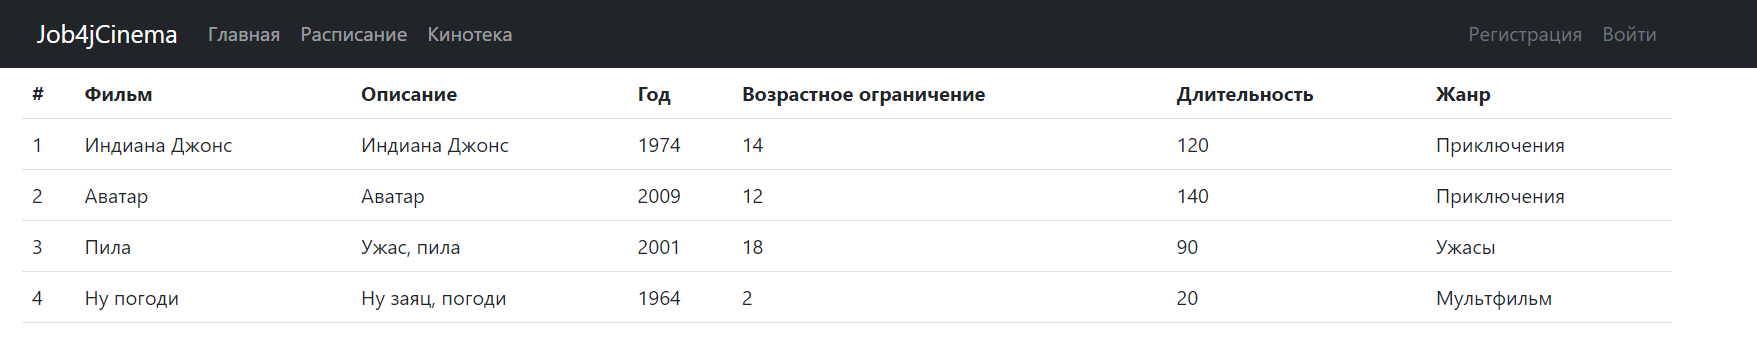 Job4jCinema Главная Расписание Кинотека Регистрация Войти
# Фильм Описание Год Возрастное ограничение Длительность Жанр
1 Индиана Джонс Индиана Джонс 1974 14 120 Приключения
2 Аватар Аватар 2009 12 140 Приключения
3 Пила Ужас, пила 2001 18 90 Ужасы
4 Ну погоди Ну заяц, погоди 1964 2 20 Мультфильм